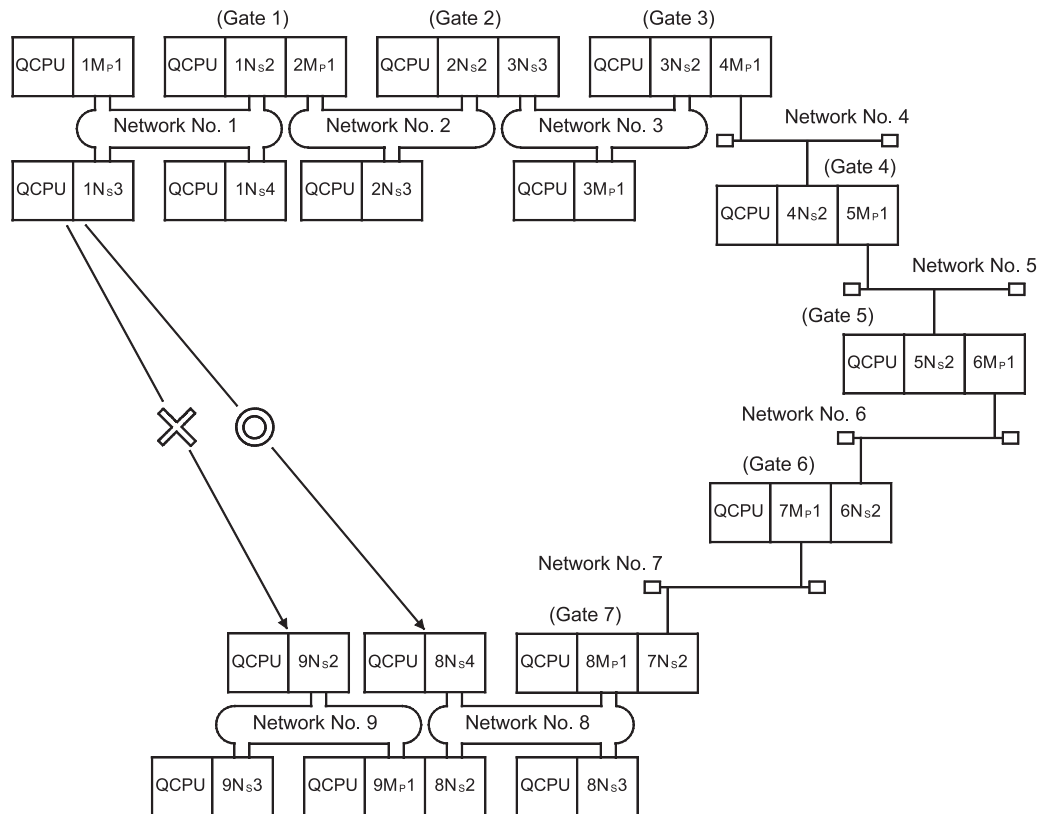 (Gate 1) (Gate 2) (Gate 3)
QCPU 1MP1 QCPU 1NS2 2MP1 QCPU 2NS2 3NS3 QCPU 3NS2 4MP1
Network No. 1 Network No. 2 Network No. 3 Network No. 4
QCPU 1NS3 QCPU 1NS4 QCPU 2NS3 QCPU 3MP1
(Gate 4)
QCPU 4NS2 5MP1
Network No. 5
(Gate 5)
QCPU 5NS2 6MP1
Network No. 6
(Gate 6)
QCPU 7MP1 6NS2
Network No. 7
(Gate 7)
QCPU 9NS2 QCPU 8NS4 QCPU 8MP1 7NS2
Network No. 9 Network No. 8
QCPU 9NS3 QCPU 9MP1 8NS2 QCPU 8NS3